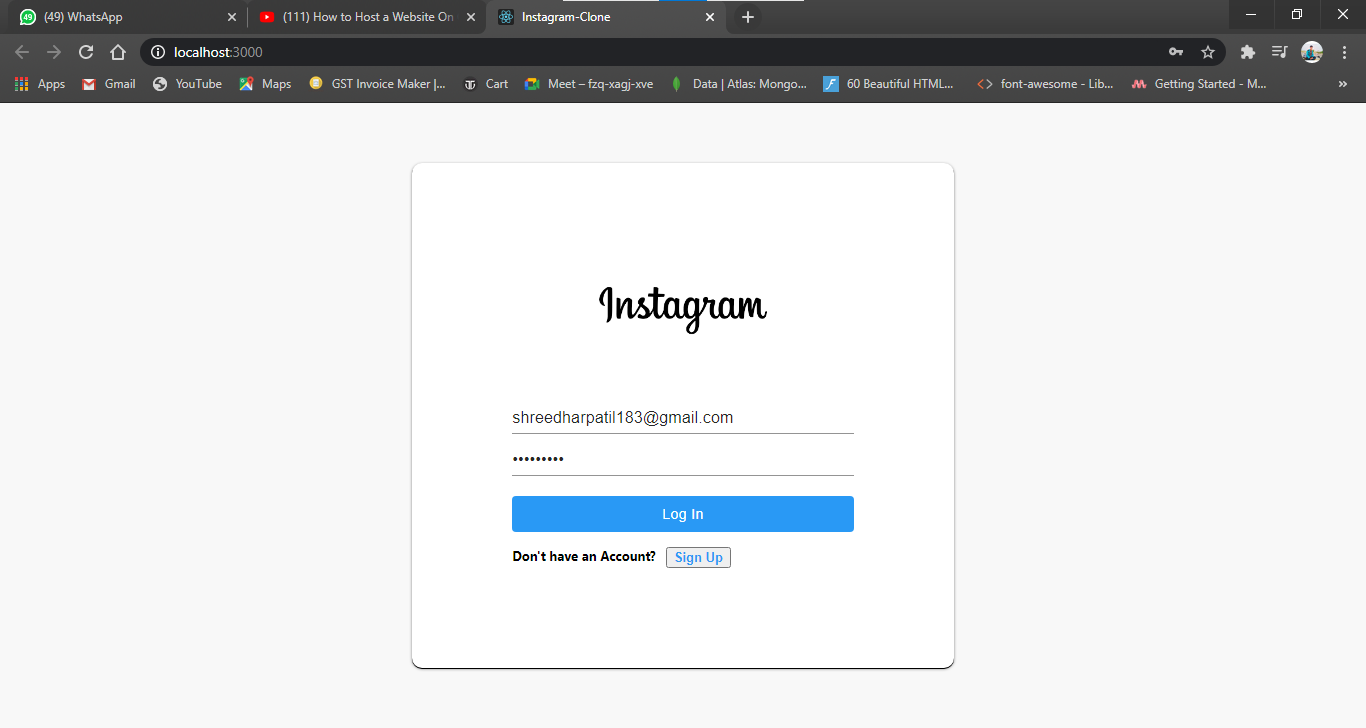 49 (49) WhatsApp (111) How to Host a Website On Instagram-Clone
localhost:3000
Apps Gmail YouTube Maps GST Invoice Maker |... Cart Meet – fzq-xagj-xve Data | Atlas: Mongo... 60 Beautiful HTML... font-awesome - Lib... Getting Started - M... »
Instagram
shreedharpatil183@gmail.com
•••••••••
Log In
Don't have an Account? Sign Up